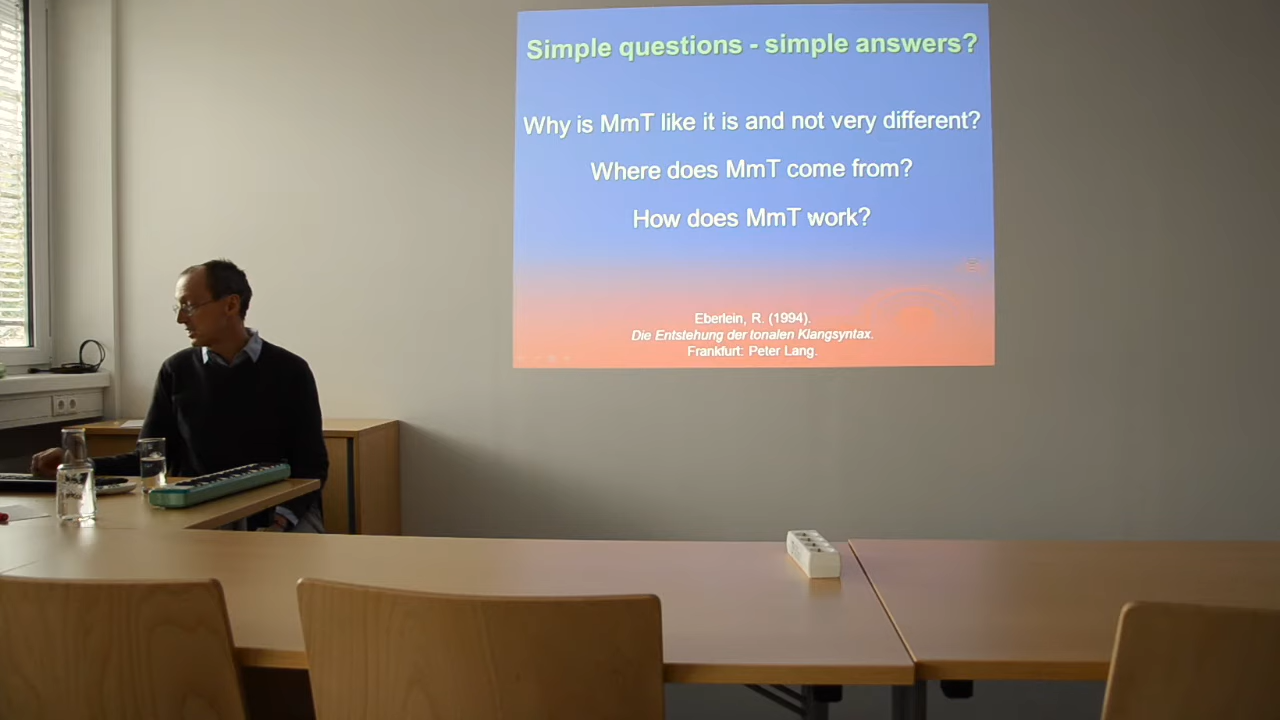 Simple questions - simple answers?
Why is MmT like it is and not very different?
Where does MmT come from?
How does MmT work?
Eberlein, R. (1994).
Die Entstehung der tonalen Klangsyntax.
Frankfurt: Peter Lang.